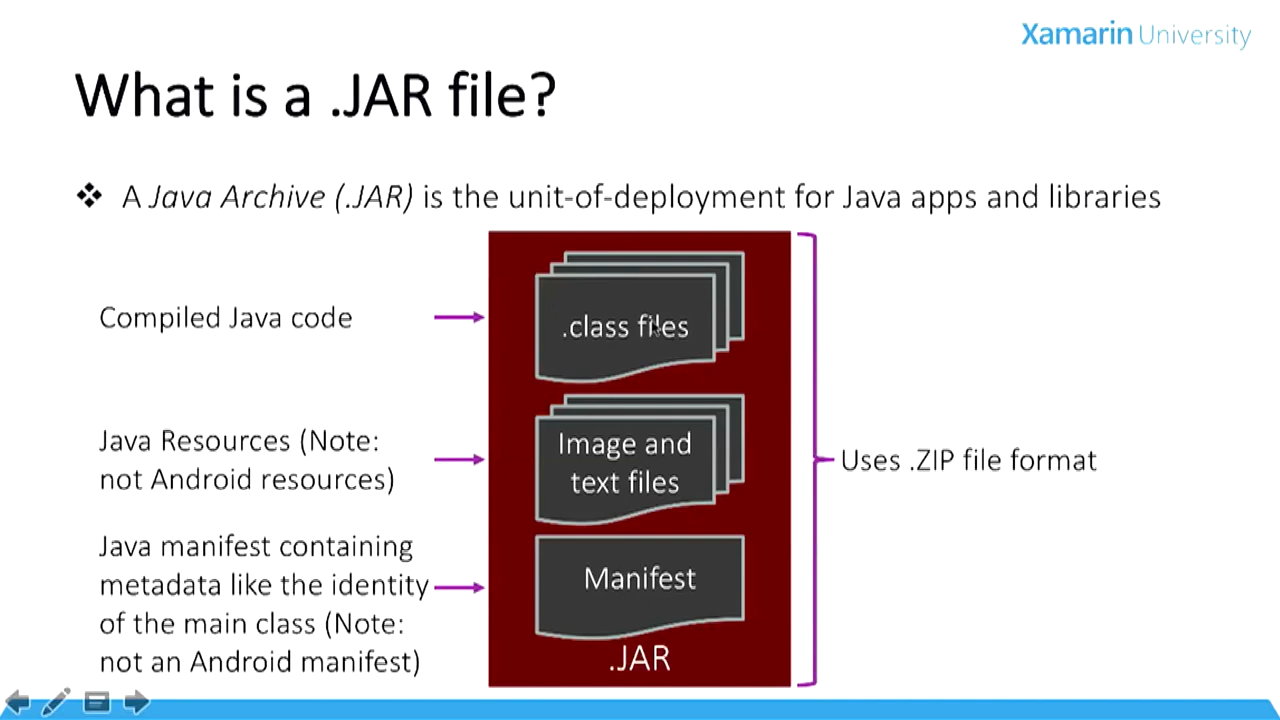 Xamarin University
What is a .JAR file?
❖ A Java Archive (.JAR) is the unit-of-deployment for Java apps and libraries
Compiled Java code
.class files
Java Resources (Note:
not Android resources)
Image and
text files
Uses .ZIP file format
Java manifest containing
metadata like the identity
of the main class (Note:
not an Android manifest)
Manifest
.JAR